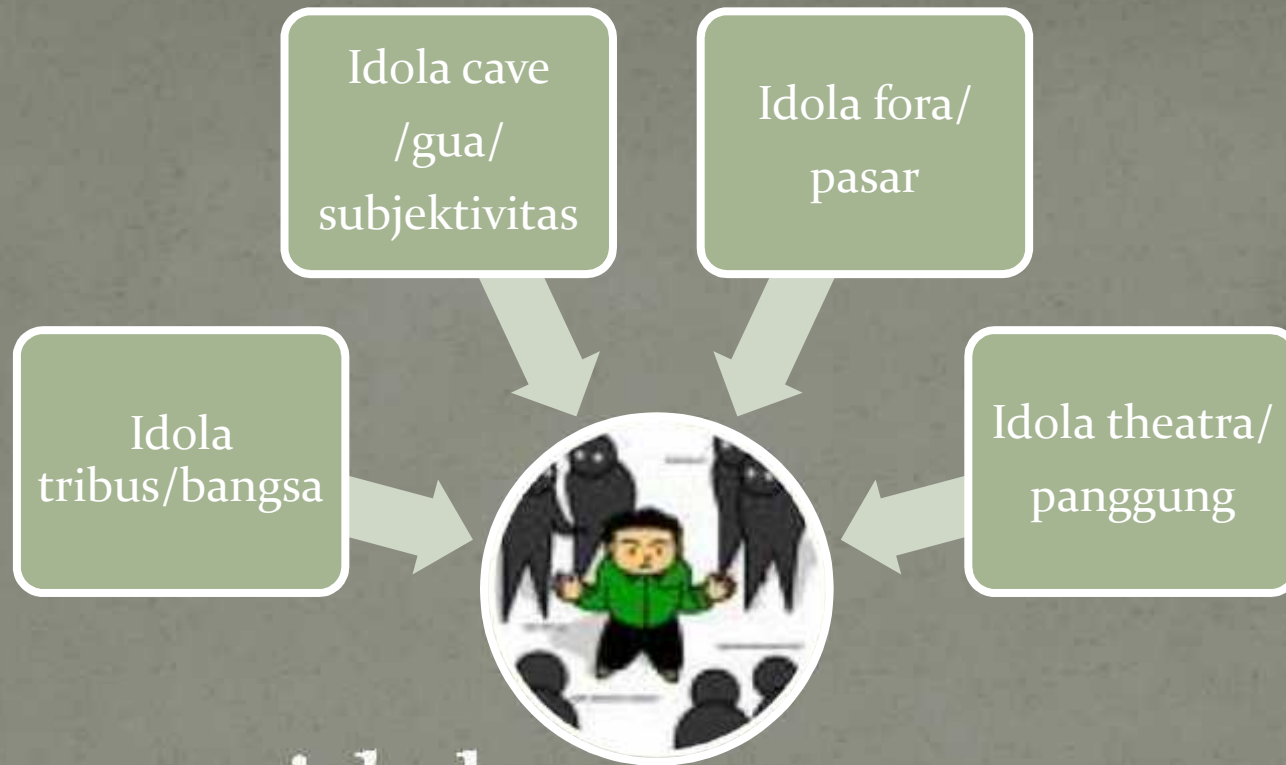 Idola cave
/gua/
subjektivitas
Idola fora/
pasar
Idola
tribus/bangsa
Idola theatra/
panggung